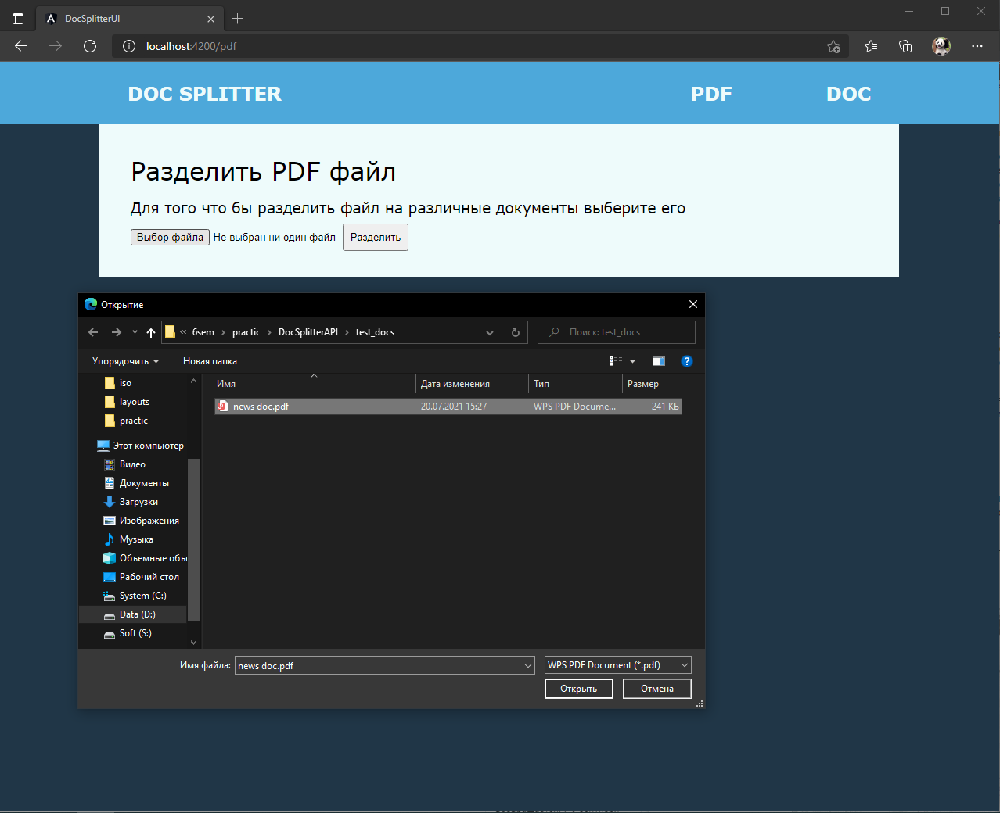 DocSplitterUI
localhost:4200/pdf
DOC SPLITTER PDF DOC
Разделить PDF файл
Для того что бы разделить файл на различные документы выберите его
Выбор файла Не выбран ни один файл Разделить
Открытие
« 6sem › practic › DocSplitterAPI › test_docs Поиск: test_docs
Упорядочить Новая папка
Имя Дата изменения Тип Размер
news doc.pdf 20.07.2021 15:27 WPS PDF Docume... 241 КБ
iso
layouts
practic
Этот компьютер
Видео
Документы
Загрузки
Изображения
Музыка
Объемные объ
Рабочий стол
System (C:)
Data (D:)
Soft (S:)
Имя файла: news doc.pdf WPS PDF Document (*.pdf)
Открыть Отмена